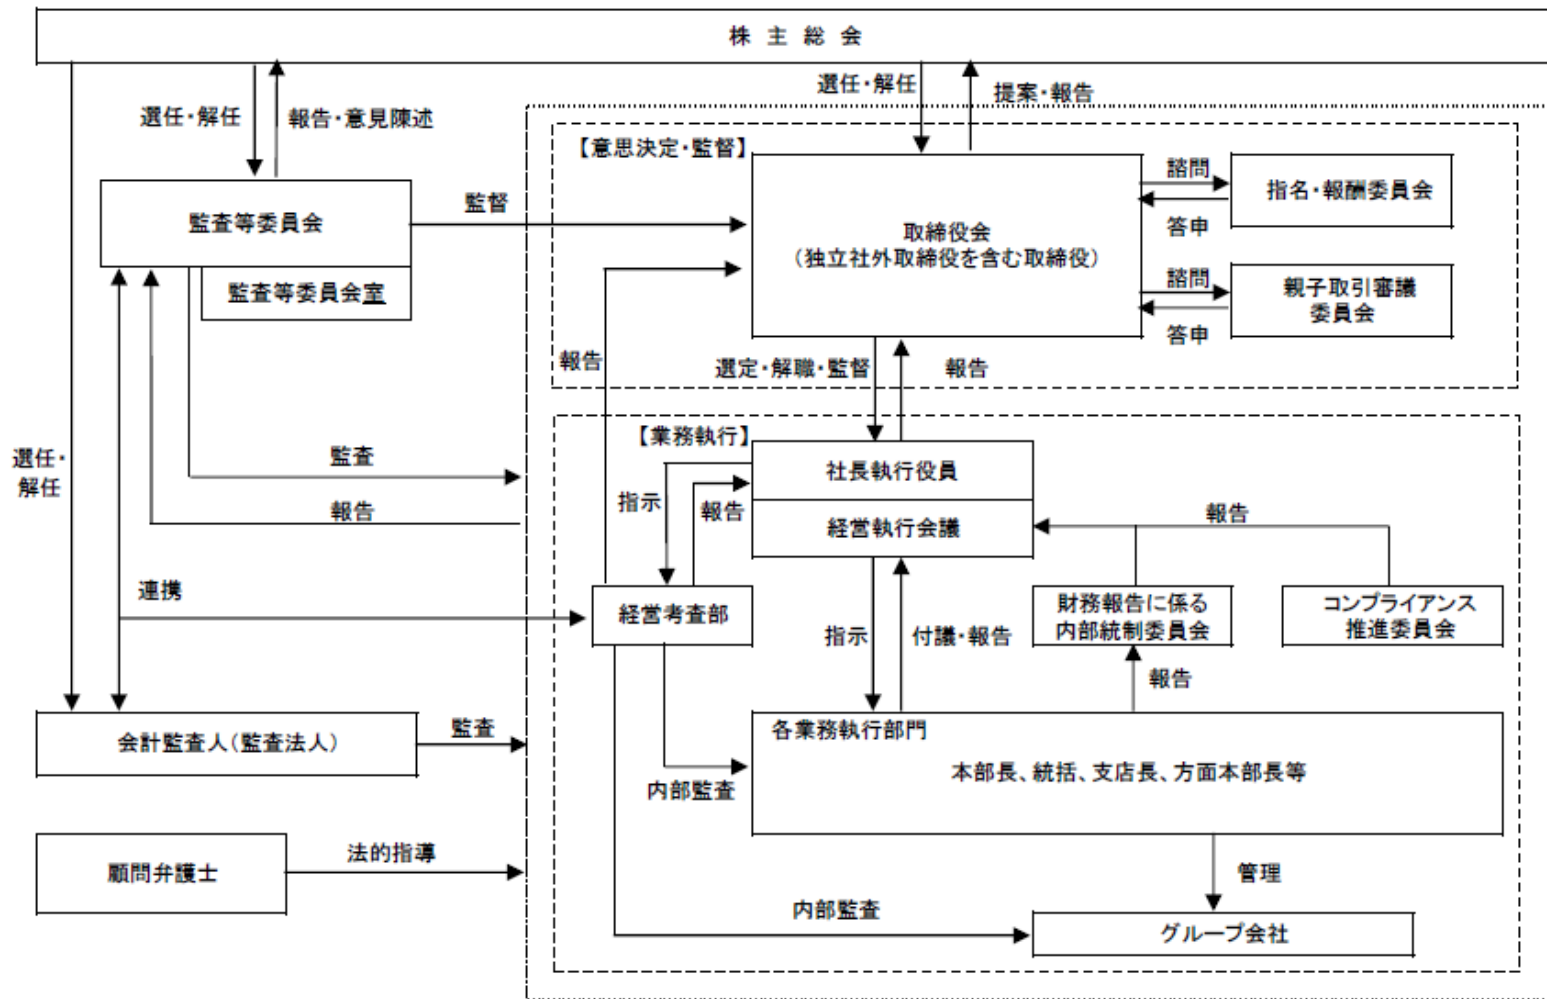 株 主 総 会
選任・解任
報告・意見陳述
選任・解任
提案・報告
【意思決定・監督】
監査等委員会
監査等委員会室
監督
取締役会
（独立社外取締役を含む取締役）
諮問
答申
指名・報酬委員会
諮問
答申
親子取引審議
委員会
報告
選定・解職・監督
報告
【業務執行】
選任・
解任
監査
報告
社長執行役員
経営執行会議
指示
報告
報告
連携
経営考査部
指示
付議・報告
財務報告に係る
内部統制委員会
コンプライアンス
推進委員会
報告
会計監査人（監査法人）
監査
各業務執行部門
本部長、統括、支店長、方面本部長等
内部監査
顧問弁護士
法的指導
管理
内部監査
グループ会社